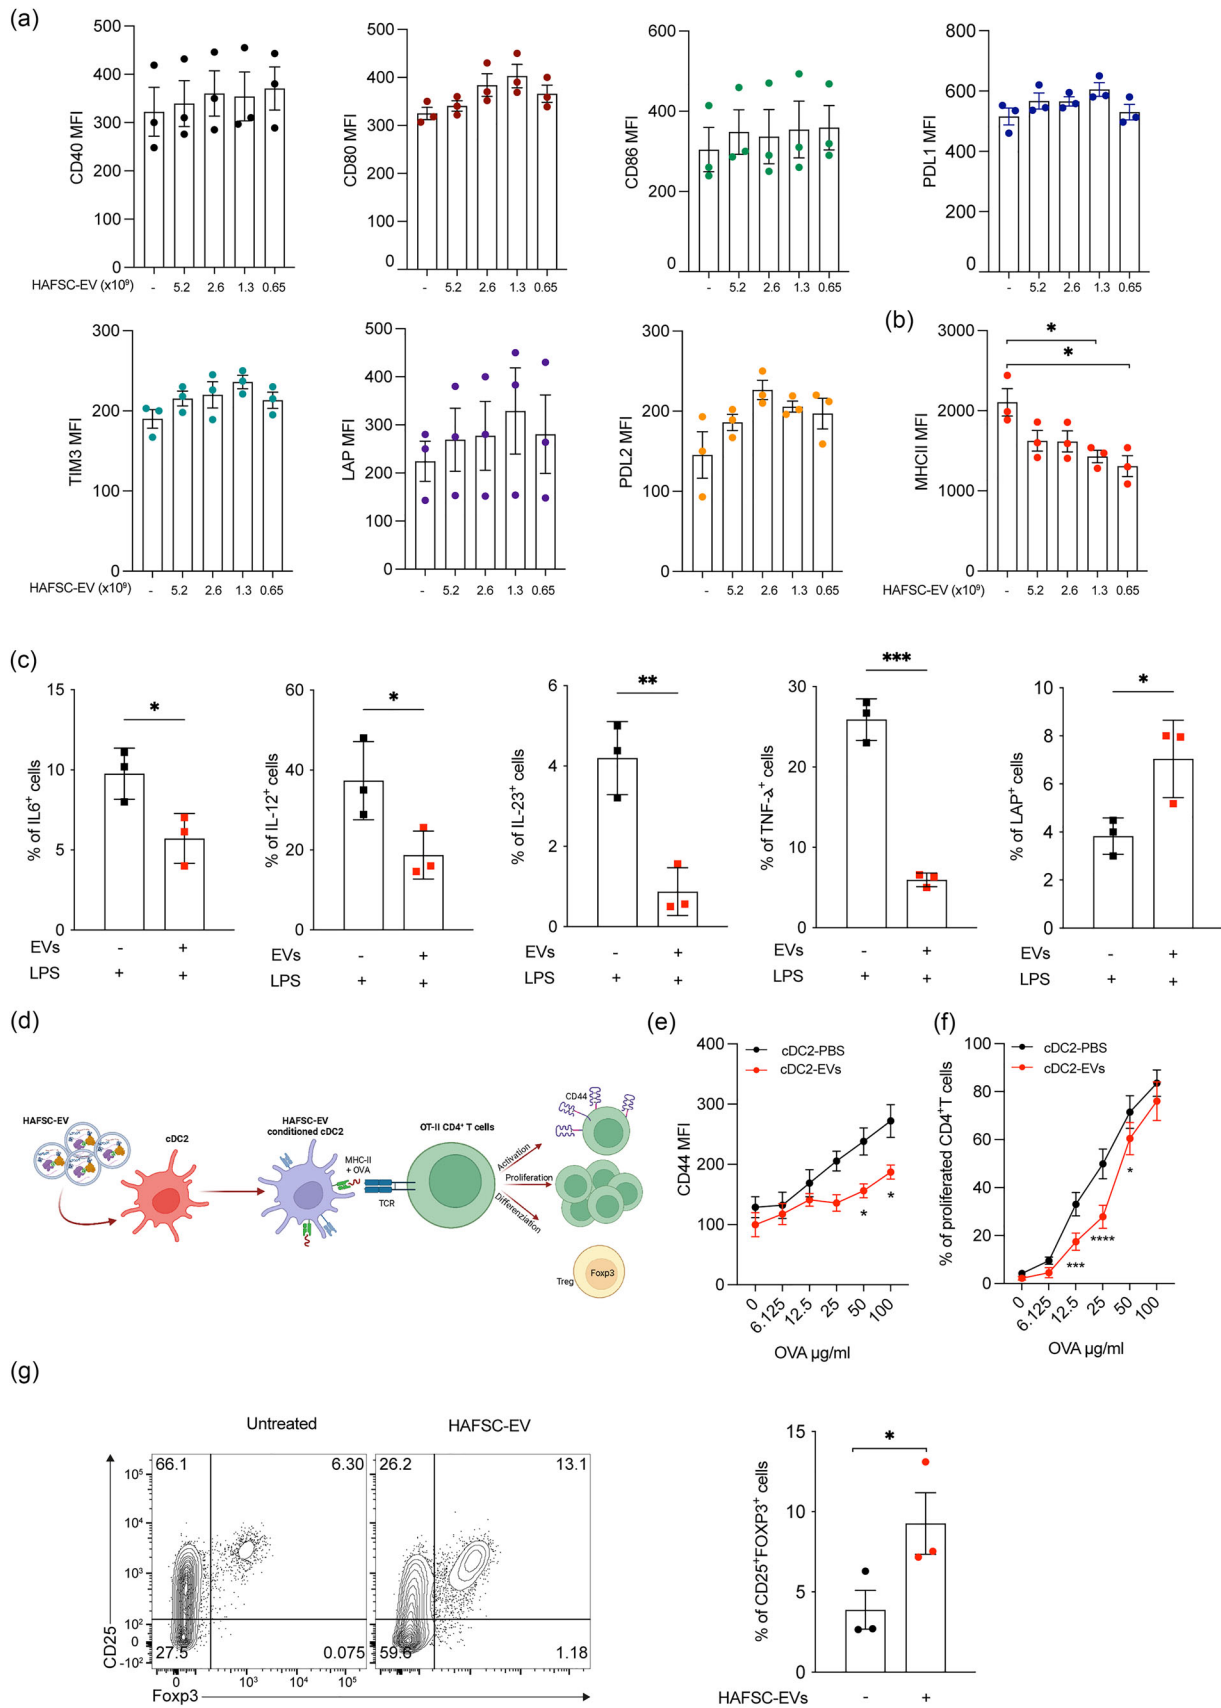 (a)
500
400
300
200
100
0
CD40 MFI
HAFSC-EV (x10⁹)
- 5.2 2.6 1.3 0.65
500
400
300
200
100
0
CD80 MFI
- 5.2 2.6 1.3 0.65
600
400
200
0
CD86 MFI
- 5.2 2.6 1.3 0.65
800
600
400
200
0
PDL1 MFI
- 5.2 2.6 1.3 0.65
300
200
100
0
TIM3 MFI
HAFSC-EV (x10⁹)
- 5.2 2.6 1.3 0.65
500
400
300
200
100
0
LAP MFI
- 5.2 2.6 1.3 0.65
300
200
100
0
PDL2 MFI
- 5.2 2.6 1.3 0.65
(b)
3000
2000
1000
0
MHCII MFI
*
*
HAFSC-EV (x10⁹)
- 5.2 2.6 1.3 0.65
(c)
15
10
5
0
% of IL6⁺ cells
*
EVs - +
LPS + +
60
40
20
0
% of IL-12⁺ cells
*
EVs - +
LPS + +
6
4
2
0
% of IL-23⁺ cells
**
EVs - +
LPS + +
30
20
10
0
% of TNF-λ⁺ cells
***
EVs - +
LPS + +
10
8
6
4
2
0
% of LAP⁺ cells
*
EVs - +
LPS + +
(d)
HAFSC-EV
cDC2
HAFSC-EV
conditioned cDC2
MHC-II
+ OVA
TCR
OT-II CD4⁺ T cells
Activation
Proliferation
Differenziation
CD44
Treg
Foxp3
(e)
400
300
200
100
0
CD44 MFI
cDC2-PBS
cDC2-EVs
*
*
0 6.125 12.5 25 50 100
OVA µg/ml
(f)
100
80
60
40
20
0
% of proliferated CD4⁺T cells
cDC2-PBS
cDC2-EVs
***
****
*
0 6.125 12.5 25 50 100
OVA µg/ml
(g)
Untreated
HAFSC-EV
66.1 6.30
27.5 0.075
26.2 13.1
59.6 1.18
10⁵
10⁴
10³
10²
0
-10²
CD25
0 10³ 10⁴ 10⁵
0 10³ 10⁴ 10⁵
Foxp3
15
10
5
0
% of CD25⁺FOXP3⁺ cells
*
HAFSC-EVs - +